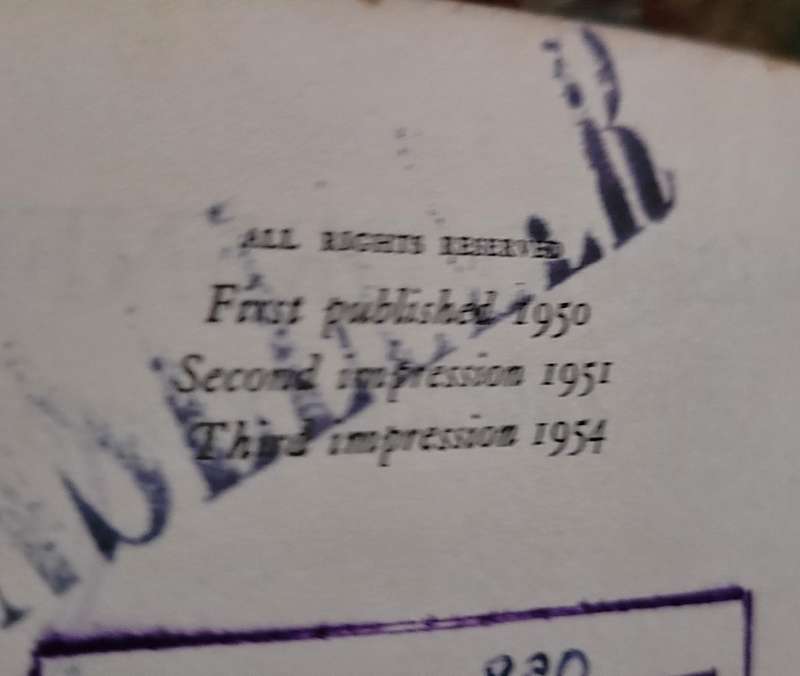 ALL RIGHTS RESERVED
First published 1950
Second impression 1951
Third impression 1954